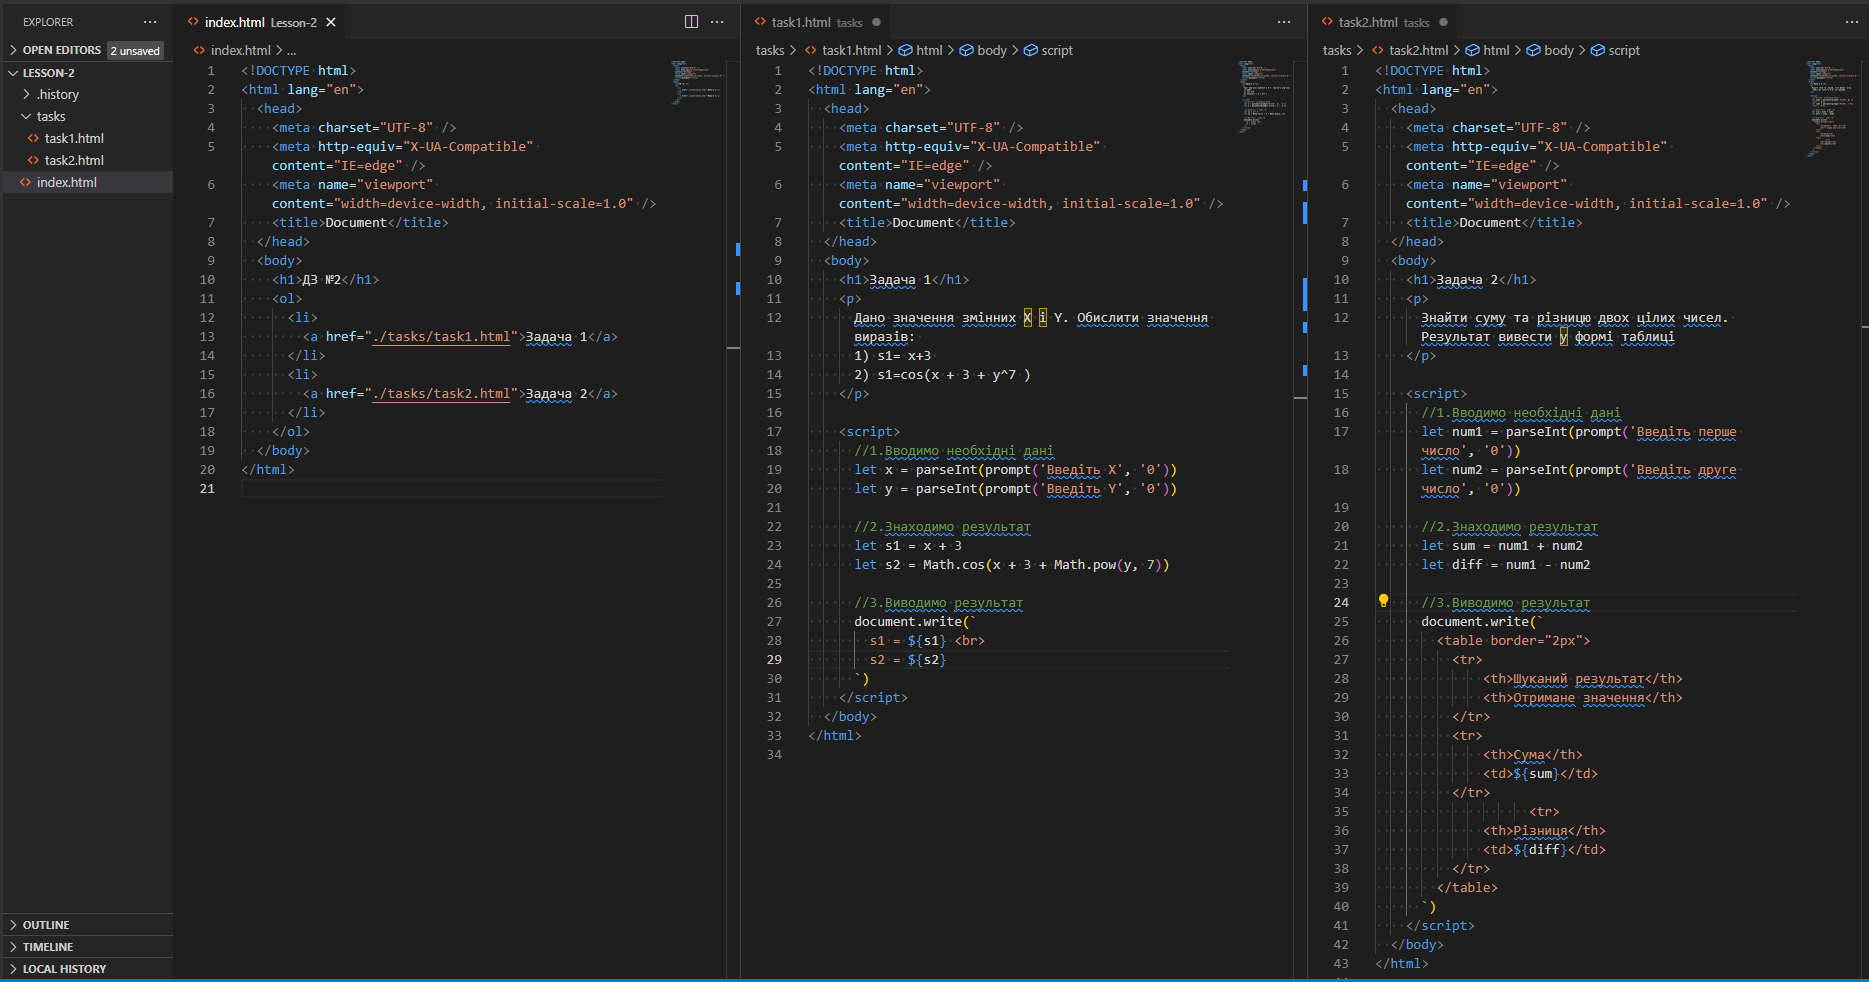 EXPLORER
OPEN EDITORS 2 unsaved
LESSON-2
.history
tasks
task1.html
task2.html
index.html
OUTLINE
TIMELINE
LOCAL HISTORY
index.html Lesson-2
index.html > ...
1 <!DOCTYPE html>
2 <html lang="en">
3 <head>
4 <meta charset="UTF-8" />
5 <meta http-equiv="X-UA-Compatible"
content="IE=edge" />
6 <meta name="viewport"
content="width=device-width, initial-scale=1.0" />
7 <title>Document</title>
8 </head>
9 <body>
10 <h1>ДЗ №2</h1>
11 <ol>
12 <li>
13 <a href="./tasks/task1.html">Задача 1</a>
14 </li>
15 <li>
16 <a href="./tasks/task2.html">Задача 2</a>
17 </li>
18 </ol>
19 </body>
20 </html>
21
task1.html tasks
tasks > task1.html > html > body > script
1 <!DOCTYPE html>
2 <html lang="en">
3 <head>
4 <meta charset="UTF-8" />
5 <meta http-equiv="X-UA-Compatible"
content="IE=edge" />
6 <meta name="viewport"
content="width=device-width, initial-scale=1.0" />
7 <title>Document</title>
8 </head>
9 <body>
10 <h1>Задача 1</h1>
11 <p>
12 Дано значення змінних X і Y. Обислити значення
виразів:
13 1) s1= x+3
14 2) s1=cos(x + 3 + y^7 )
15 </p>
16
17 <script>
18 //1.Вводимо необхідні дані
19 let x = parseInt(prompt('Введіть X', '0'))
20 let y = parseInt(prompt('Введіть Y', '0'))
21
22 //2.Знаходимо результат
23 let s1 = x + 3
24 let s2 = Math.cos(x + 3 + Math.pow(y, 7))
25
26 //3.Виводимо результат
27 document.write(`
28 s1 = ${s1} <br>
29 s2 = ${s2}
30 `)
31 </script>
32 </body>
33 </html>
34
task2.html tasks
tasks > task2.html > html > body > script
1 <!DOCTYPE html>
2 <html lang="en">
3 <head>
4 <meta charset="UTF-8" />
5 <meta http-equiv="X-UA-Compatible"
content="IE=edge" />
6 <meta name="viewport"
content="width=device-width, initial-scale=1.0" />
7 <title>Document</title>
8 </head>
9 <body>
10 <h1>Задача 2</h1>
11 <p>
12 Знайти суму та різницю двох цілих чисел.
Результат вивести у формі таблиці
13 </p>
14
15 <script>
16 //1.Вводимо необхідні дані
17 let num1 = parseInt(prompt('Введіть перше
число', '0'))
18 let num2 = parseInt(prompt('Введіть друге
число', '0'))
19
20 //2.Знаходимо результат
21 let sum = num1 + num2
22 let diff = num1 - num2
23
24 //3.Виводимо результат
25 document.write(`
26 <table border="2px">
27 <tr>
28 <th>Шуканий результат</th>
29 <th>Отримане значення</th>
30 </tr>
31 <tr>
32 <th>Сума</th>
33 <td>${sum}</td>
34 </tr>
35 <tr>
36 <th>Різниця</th>
37 <td>${diff}</td>
38 </tr>
39 </table>
40 `)
41 </script>
42 </body>
43 </html>